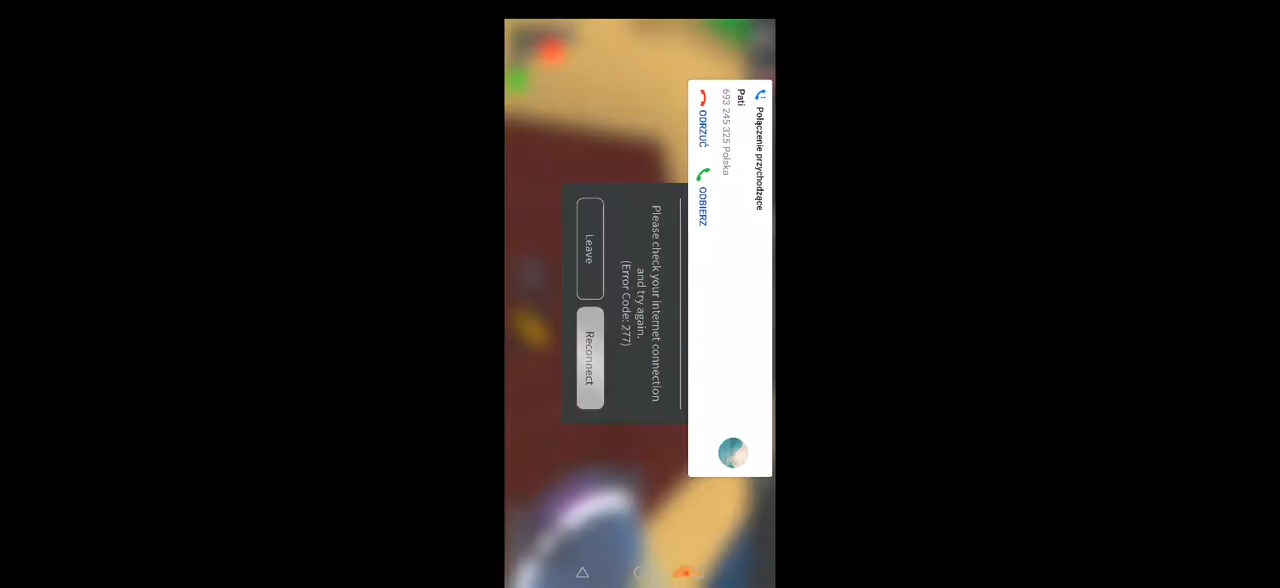 Połączenie przychodzące
Pati
693 245 325 Polska
ODRZUĆ ODBIERZ
Please check your internet connection
and try again.
(Error Code: 277)
Leave Reconnect